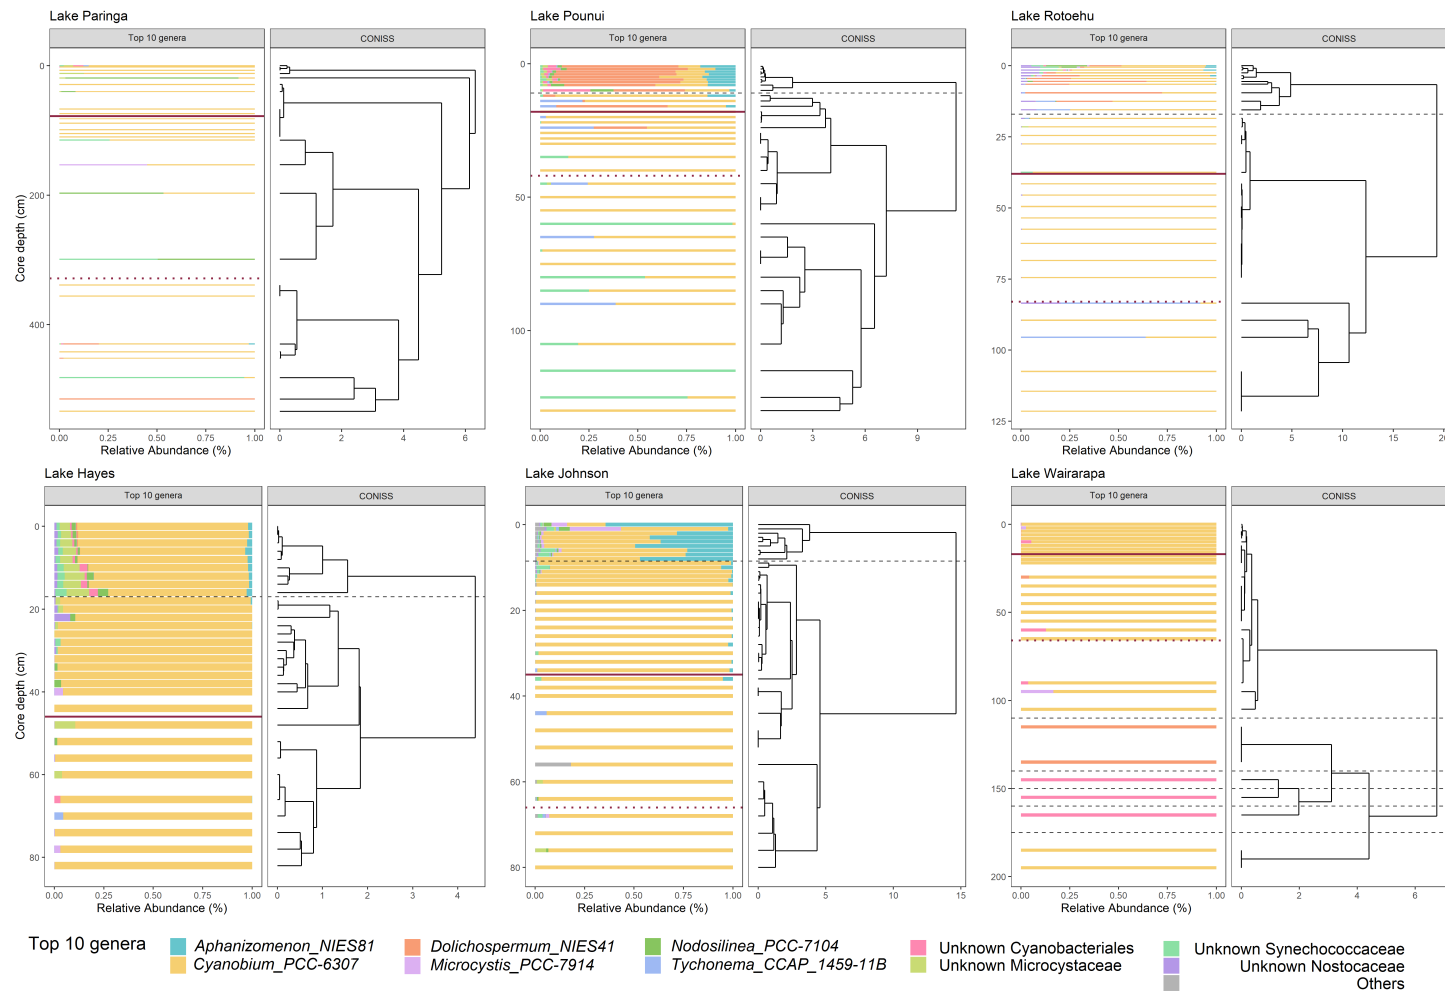 Lake Paringa
Top 10 genera
CONISS
0
200
400
Core depth (cm)
0.00 0.25 0.50 0.75 1.00
0 2 4 6
Relative Abundance (%)
Lake Pounui
Top 10 genera
CONISS
0
50
100
0.00 0.25 0.50 0.75 1.00
0 3 6 9
Relative Abundance (%)
Lake Rotoehu
Top 10 genera
CONISS
0
25
50
75
100
125
0.00 0.25 0.50 0.75 1.00
0 5 10 15 20
Relative Abundance (%)
Lake Hayes
Top 10 genera
CONISS
0
20
40
60
80
Core depth (cm)
0.00 0.25 0.50 0.75 1.00
0 1 2 3 4
Relative Abundance (%)
Lake Johnson
Top 10 genera
CONISS
0
20
40
60
80
0.00 0.25 0.50 0.75 1.00
0 5 10 15
Relative Abundance (%)
Lake Wairarapa
Top 10 genera
CONISS
0
50
100
150
200
0.00 0.25 0.50 0.75 1.00
0 2 4 6
Relative Abundance (%)
Top 10 genera
Aphanizomenon_NIES81
Cyanobium_PCC-6307
Dolichospermum_NIES41
Microcystis_PCC-7914
Nodosilinea_PCC-7104
Tychonema_CCAP_1459-11B
Unknown Cyanobacteriales
Unknown Microcystaceae
Unknown Synechococcaceae
Unknown Nostocaceae
Others